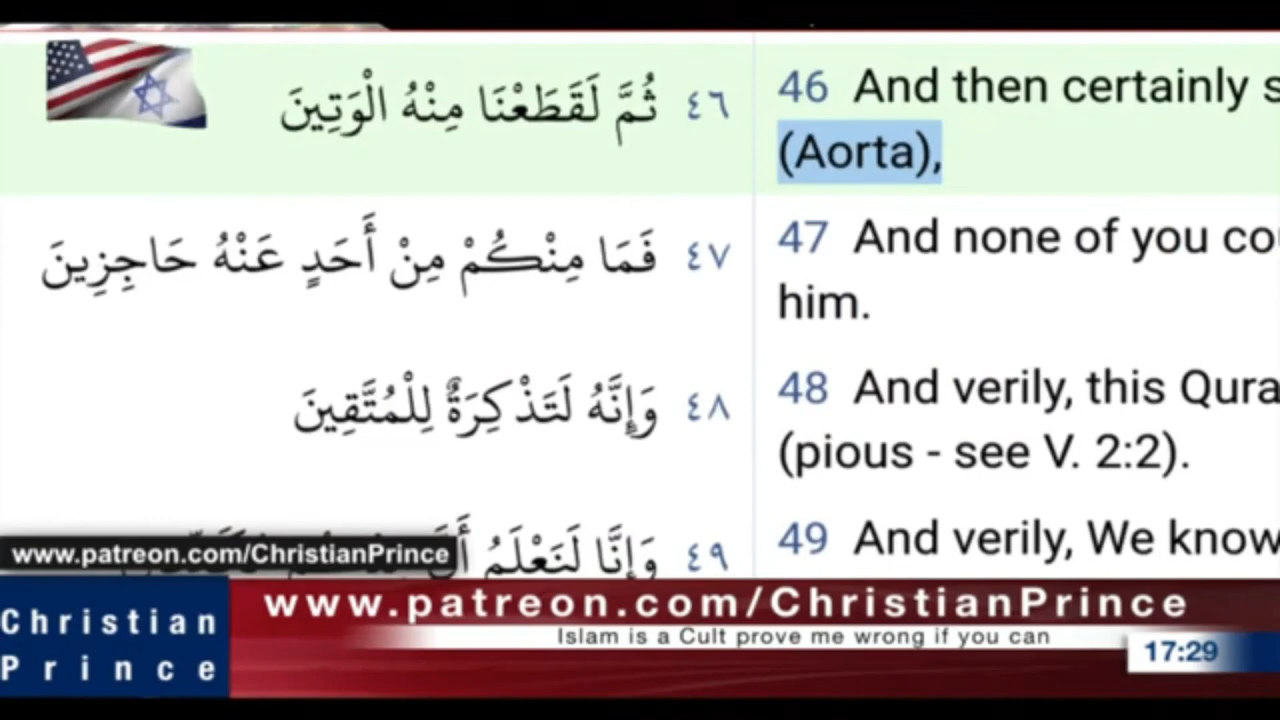 ثُمَّ لَقَطَعْنَا مِنْهُ الْوَتِينَ ٤٦
46 And then certainly s
(Aorta),
فَمَا مِنْكُمْ مِنْ أَحَدٍ عَنْهُ حَاجِزِينَ ٤٧
47 And none of you co
him.
وَإِنَّهُ لَتَذْكِرَةٌ لِلْمُتَّقِينَ ٤٨
48 And verily, this Qura
(pious - see V. 2:2).
وَإِنَّا لَنَعْلَمُ ٤٩
49 And verily, We know
www.patreon.com/ChristianPrince
www.patreon.com/ChristianPrince
Islam is a Cult prove me wrong if you can
Christian
Prince
17:29